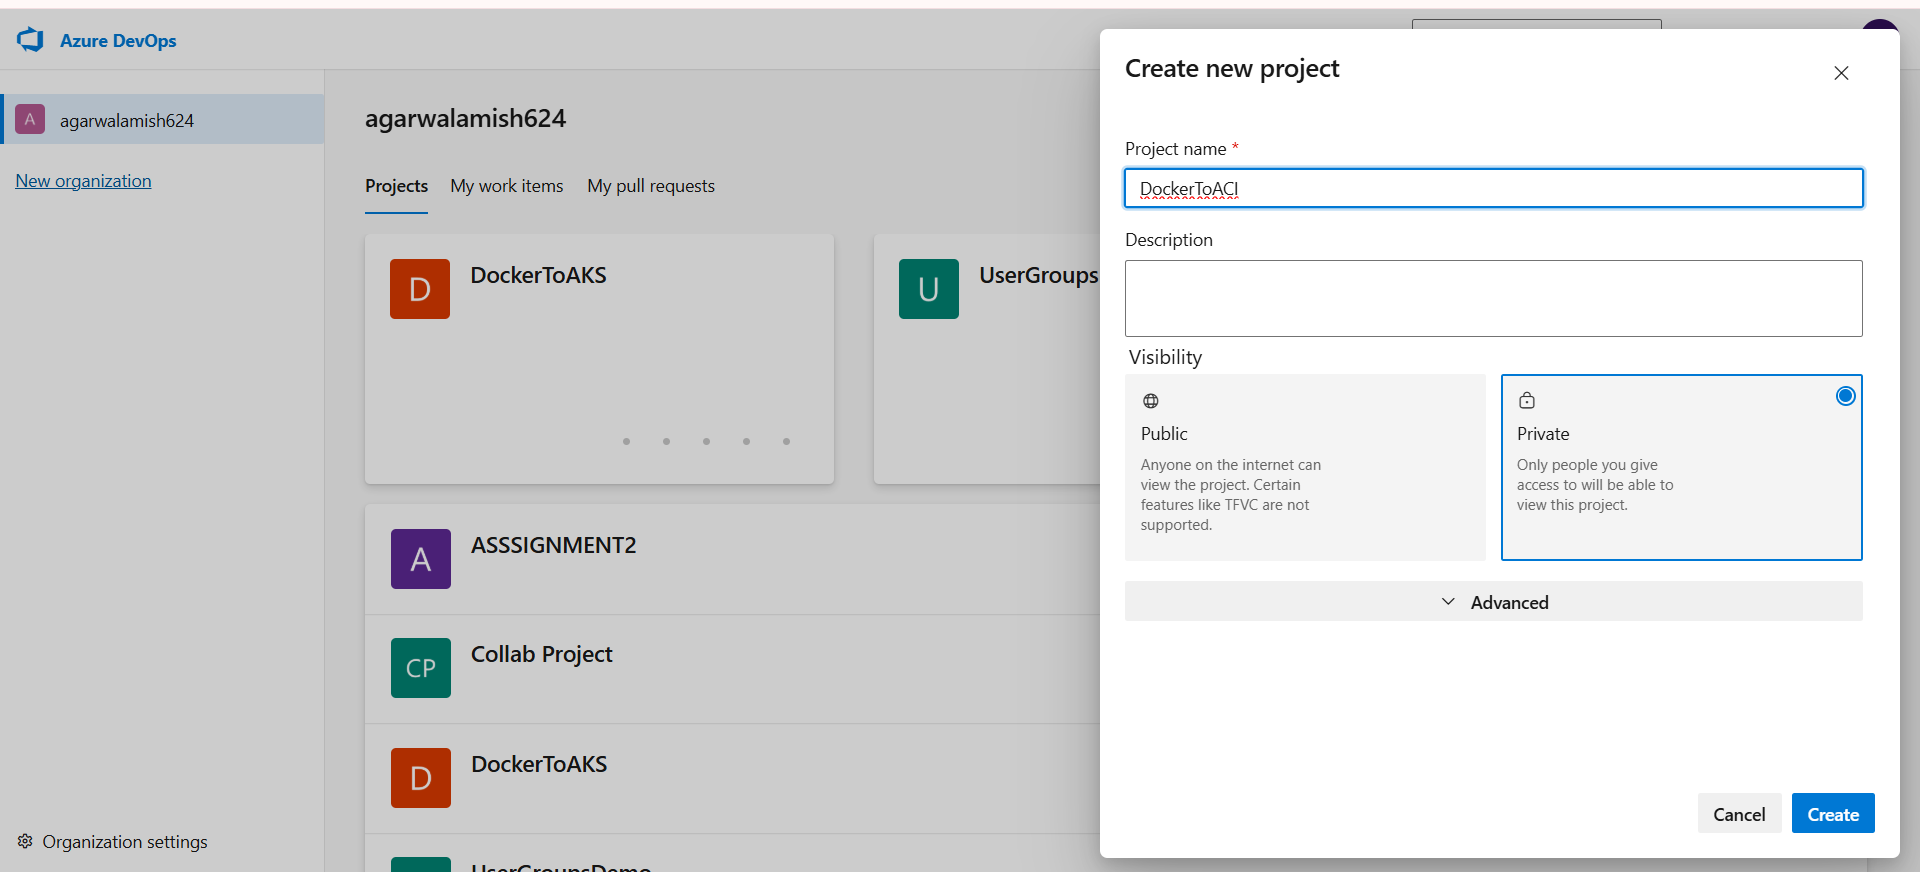 Azure DevOps
A
agarwalamish624
New organization
Organization settings
agarwalamish624
Projects
My work items
My pull requests
D
DockerToAKS
U
UserGroups
A
ASSSIGNMENT2
CP
Collab Project
D
DockerToAKS
UserGroupsDemo
Create new project
Project name *
DockerToACI
Description
Visibility
Public
Anyone on the internet can
view the project. Certain
features like TFVC are not
supported.
Private
Only people you give
access to will be able to
view this project.
Advanced
Cancel
Create